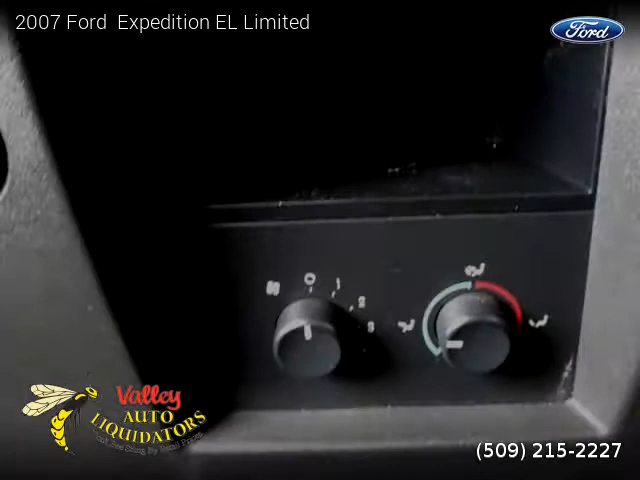 2007 Ford  Expedition EL Limited
Ford
0
1
2
3
Valley
AUTO
LIQUIDATORS
(509) 215-2227